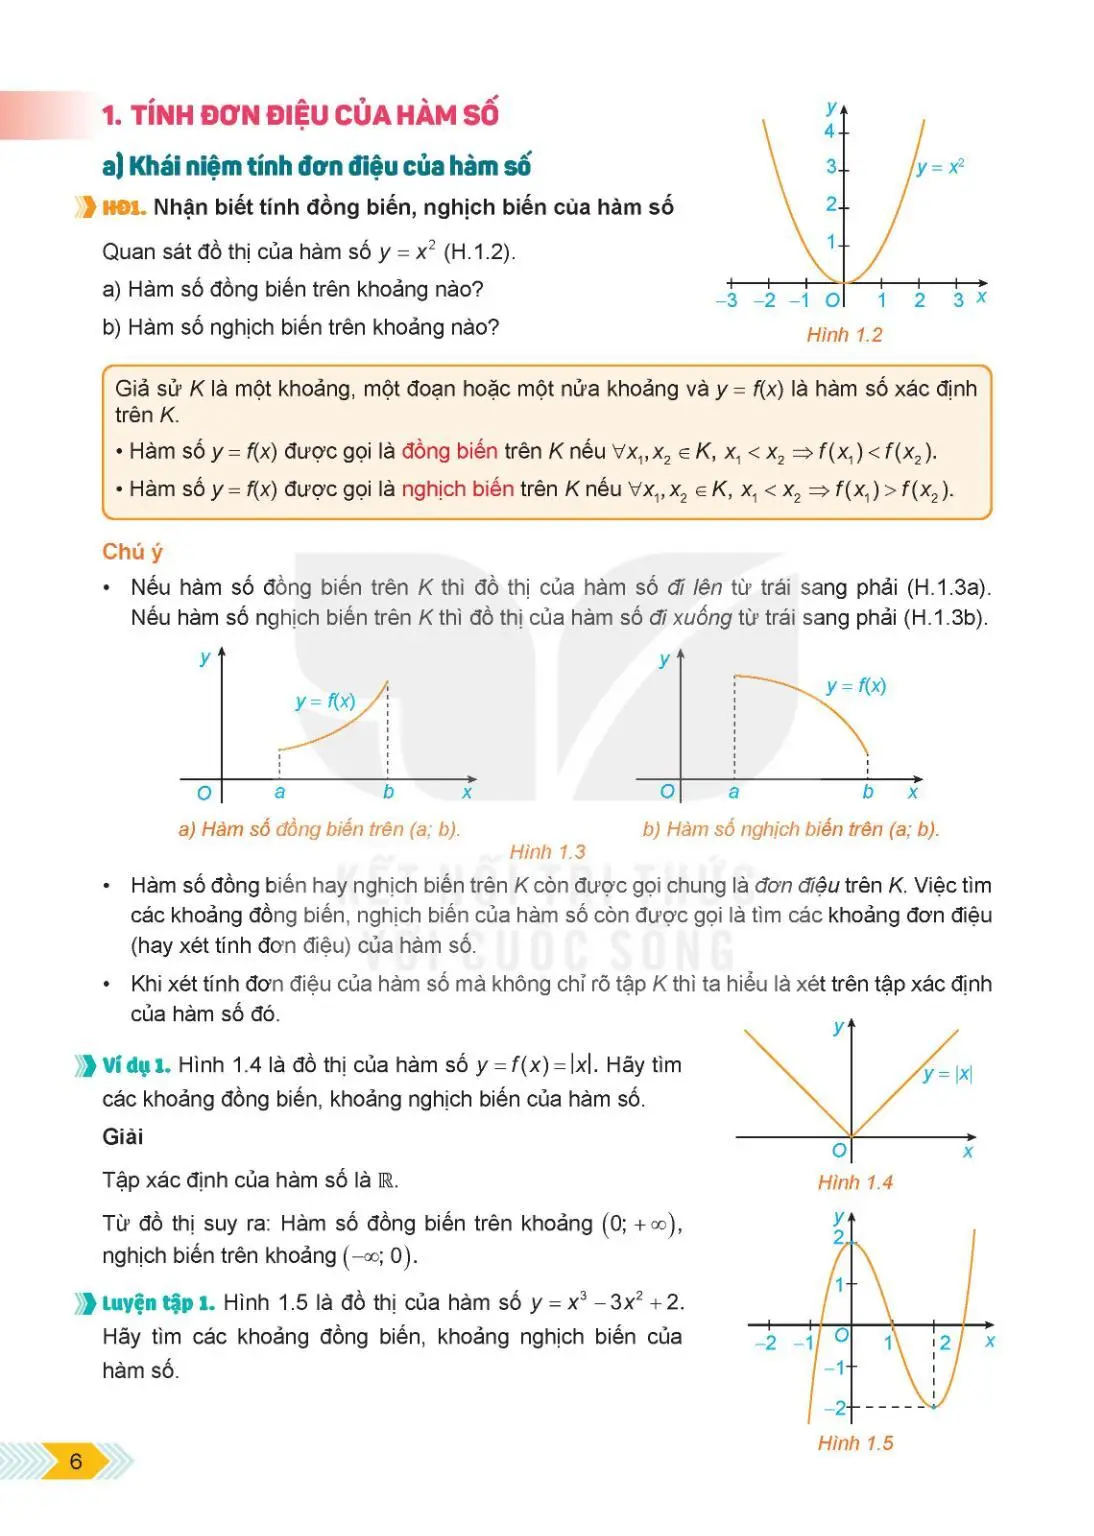 1. TÍNH ĐƠN ĐIỆU CỦA HÀM SỐ
a) Khái niệm tính đơn điệu của hàm số
HĐ1. Nhận biết tính đồng biến, nghịch biến của hàm số
Quan sát đồ thị của hàm số y = x² (H.1.2).
a) Hàm số đồng biến trên khoảng nào?
b) Hàm số nghịch biến trên khoảng nào?
y
4
3
2
1
y = x²
–3 –2 –1 O 1 2 3 x
Hình 1.2
Giả sử K là một khoảng, một đoạn hoặc một nửa khoảng và y = f(x) là hàm số xác định
trên K.
• Hàm số y = f(x) được gọi là đồng biến trên K nếu ∀x₁, x₂ ∈ K, x₁ < x₂ ⇒ f(x₁) < f(x₂).
• Hàm số y = f(x) được gọi là nghịch biến trên K nếu ∀x₁, x₂ ∈ K, x₁ < x₂ ⇒ f(x₁) > f(x₂).
Chú ý
• Nếu hàm số đồng biến trên K thì đồ thị của hàm số đi lên từ trái sang phải (H.1.3a).
Nếu hàm số nghịch biến trên K thì đồ thị của hàm số đi xuống từ trái sang phải (H.1.3b).
y
y = f(x)
O a b x
a) Hàm số đồng biến trên (a; b).
y
y = f(x)
O a b x
b) Hàm số nghịch biến trên (a; b).
Hình 1.3
KẾT NỐI TRI THỨC
VỚI CUỘC SỐNG
• Hàm số đồng biến hay nghịch biến trên K còn được gọi chung là đơn điệu trên K. Việc tìm
các khoảng đồng biến, nghịch biến của hàm số còn được gọi là tìm các khoảng đơn điệu
(hay xét tính đơn điệu) của hàm số.
• Khi xét tính đơn điệu của hàm số mà không chỉ rõ tập K thì ta hiểu là xét trên tập xác định
của hàm số đó.
Ví dụ 1. Hình 1.4 là đồ thị của hàm số y = f(x) = |x|. Hãy tìm
các khoảng đồng biến, khoảng nghịch biến của hàm số.
Giải
Tập xác định của hàm số là ℝ.
Từ đồ thị suy ra: Hàm số đồng biến trên khoảng (0; +∞),
nghịch biến trên khoảng (–∞; 0).
y
y = |x|
O x
Hình 1.4
Luyện tập 1. Hình 1.5 là đồ thị của hàm số y = x³ – 3x² + 2.
Hãy tìm các khoảng đồng biến, khoảng nghịch biến của
hàm số.
y
2
1
–2 –1 O 1 2 x
–1
–2
Hình 1.5
6